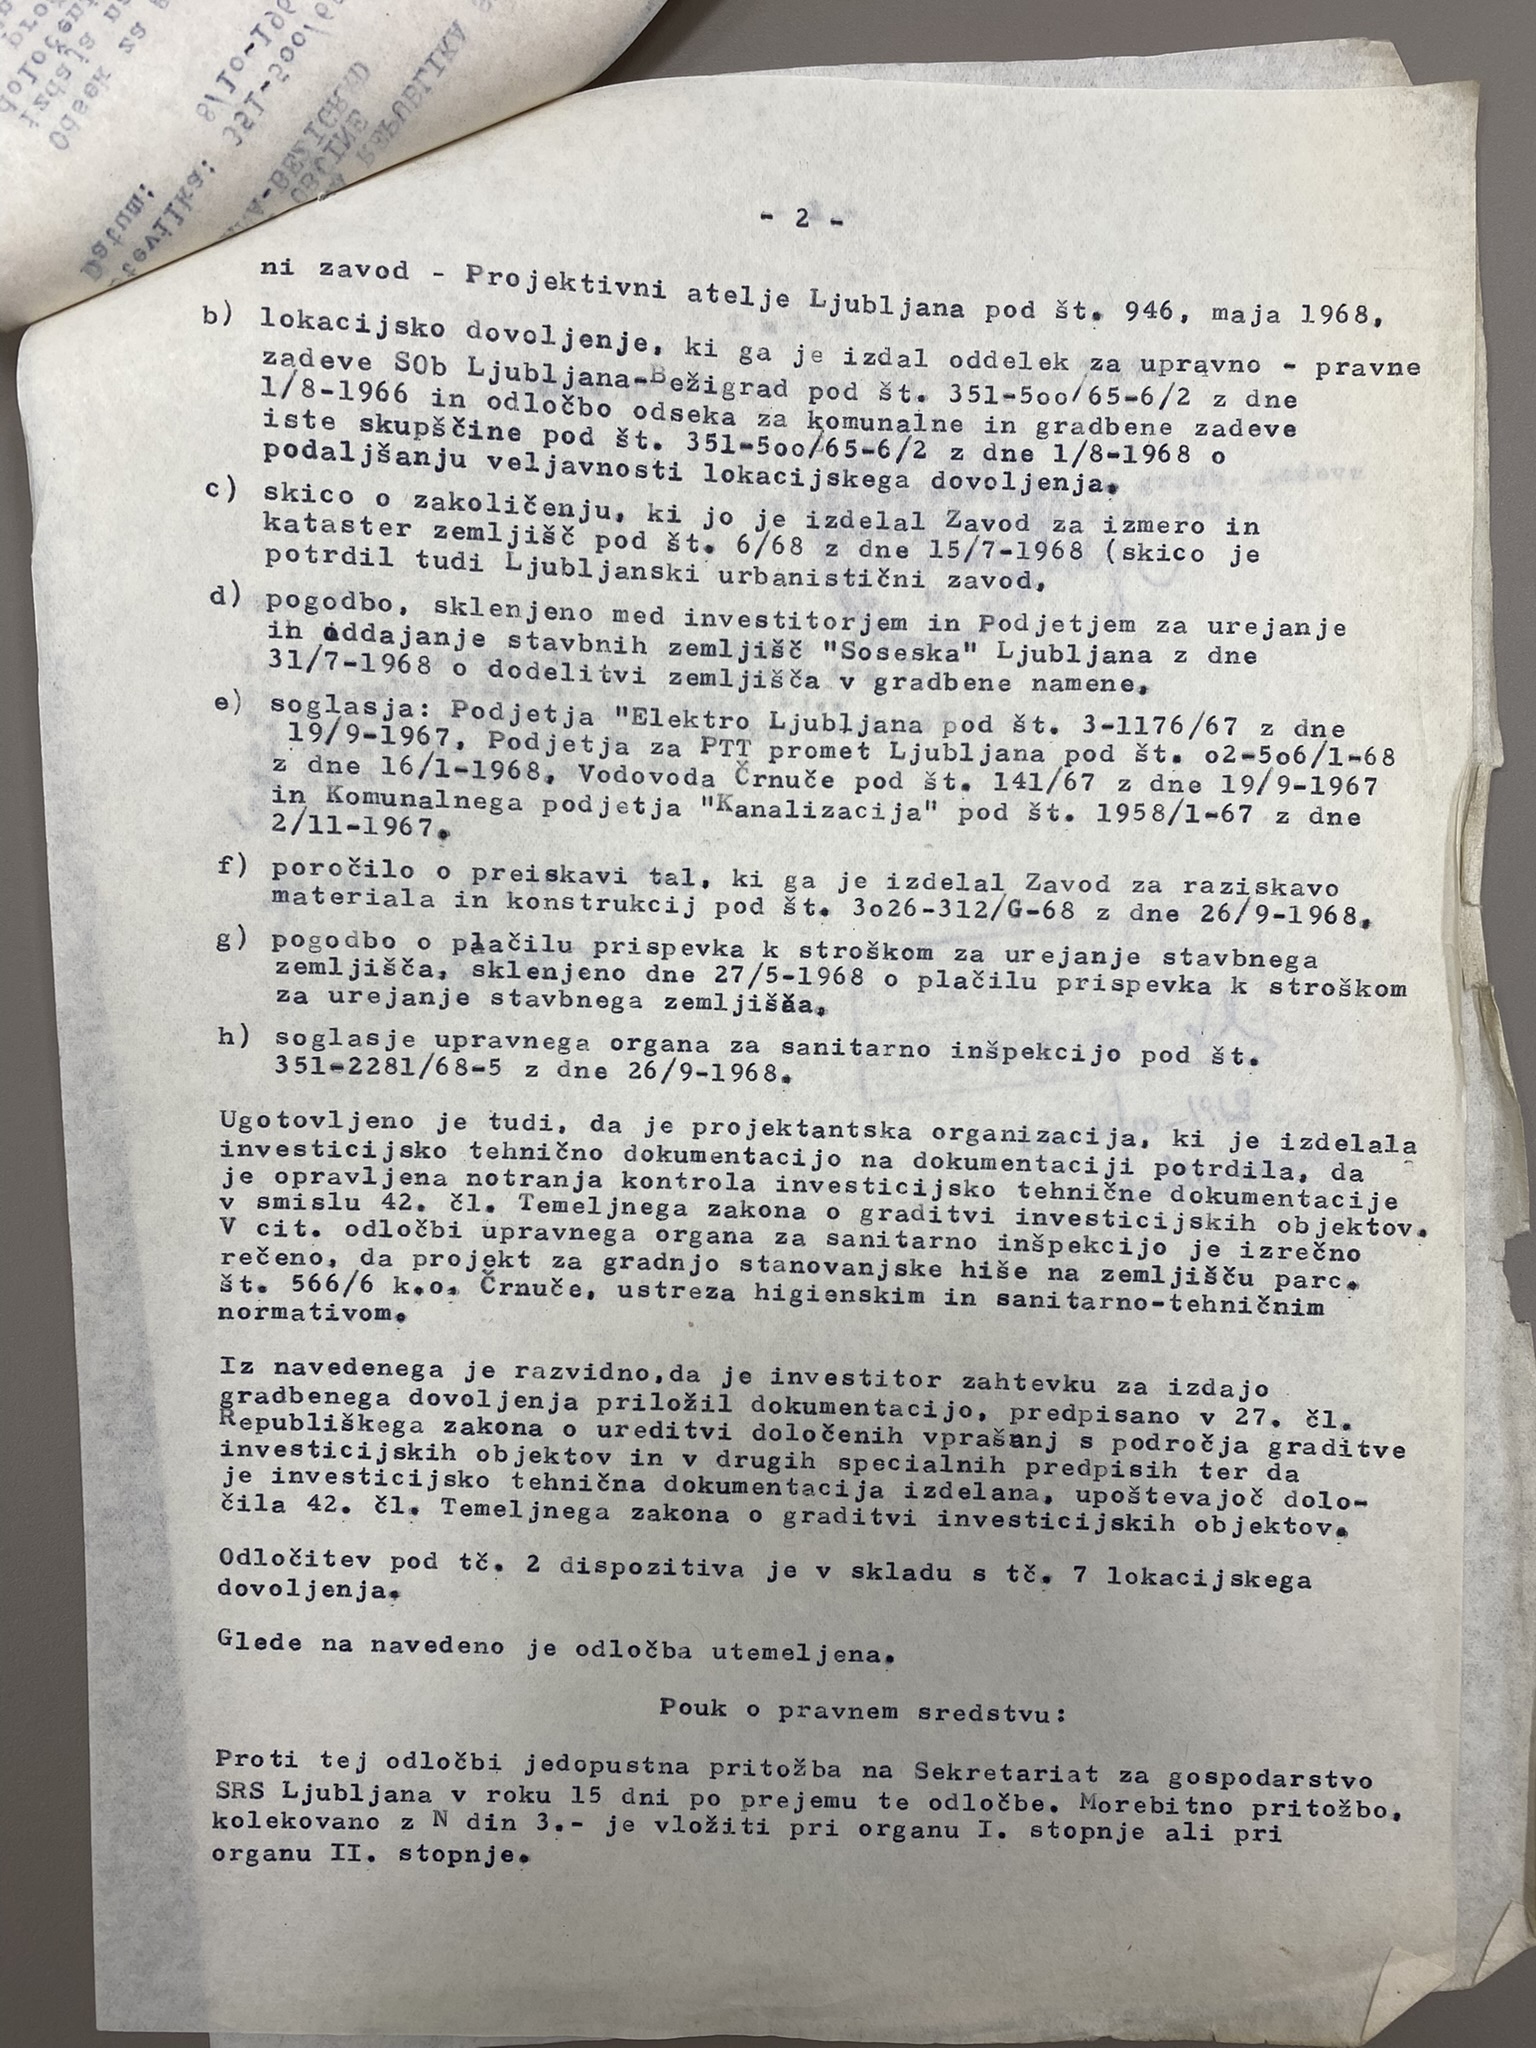 - 2 -
ni zavod - Projektivni atelje Ljubljana pod št. 946, maja 1968,
b) lokacijsko dovoljenje, ki ga je izdal oddelek za upravno - pravne
zadeve SOb Ljubljana-Bežigrad pod št. 351-5oo/65-6/2 z dne
1/8-1966 in odločbo odseka za komunalne in gradbene zadeve
iste skupščine pod št. 351-5oo/65-6/2 z dne 1/8-1968 o
podaljšanju veljavnosti lokacijskega dovoljenja.
c) skico o zakoličenju, ki jo je izdelal Zavod za izmero in
kataster zemljišč pod št. 6/68 z dne 15/7-1968 (skico je
potrdil tudi Ljubljanski urbanistični zavod,
d) pogodbo, sklenjeno med investitorjem in Podjetjem za urejanje
in oddajanje stavbnih zemljišč "Soseska" Ljubljana z dne
31/7-1968 o dodelitvi zemljišča v gradbene namene,
e) soglasja: Podjetja "Elektro Ljubljana pod št. 3-1176/67 z dne
19/9-1967, Podjetja za PTT promet Ljubljana pod št. o2-5o6/1-68
z dne 16/1-1968, Vodovoda Črnuče pod št. 141/67 z dne 19/9-1967
in Komunalnega podjetja "Kanalizacija" pod št. 1958/1-67 z dne
2/11-1967.
f) poročilo o preiskavi tal, ki ga je izdelal Zavod za raziskavo
materiala in konstrukcij pod št. 3o26-312/G-68 z dne 26/9-1968,
g) pogodbo o plačilu prispevka k stroškom za urejanje stavbnega
zemljišča, sklenjeno dne 27/5-1968 o plačilu prispevka k stroškom
za urejanje stavbnega zemljišča,
h) soglasje upravnega organa za sanitarno inšpekcijo pod št.
351-2281/68-5 z dne 26/9-1968.
Ugotovljeno je tudi, da je projektantska organizacija, ki je izdelala
investicijsko tehnično dokumentacijo na dokumentaciji potrdila, da
je opravljena notranja kontrola investicijsko tehnične dokumentacije
v smislu 42. čl. Temeljnega zakona o graditvi investicijskih objektov.
V cit. odločbi upravnega organa za sanitarno inšpekcijo je izrečno
rečeno, da projekt za gradnjo stanovanjske hiše na zemljišču parc.
št. 566/6 k.o. Črnuče, ustreza higienskim in sanitarno-tehničnim
normativom.
Iz navedenega je razvidno,da je investitor zahtevku za izdajo
gradbenega dovoljenja priložil dokumentacijo, predpisano v 27. čl.
Republiškega zakona o ureditvi določenih vprašanj s področja graditve
investicijskih objektov in v drugih specialnih predpisih ter da
je investicijsko tehnična dokumentacija izdelana, upoštevajoč dolo-
čila 42. čl. Temeljnega zakona o graditvi investicijskih objektov.
Odločitev pod tč. 2 dispozitiva je v skladu s tč. 7 lokacijskega
dovoljenja.
Glede na navedeno je odločba utemeljena.
Pouk o pravnem sredstvu:
Proti tej odločbi jedopustna pritožba na Sekretariat za gospodarstvo
SRS Ljubljana v roku 15 dni po prejemu te odločbe. Morebitno pritožbo,
kolekovano z N din 3.- je vložiti pri organu I. stopnje ali pri
organu II. stopnje.